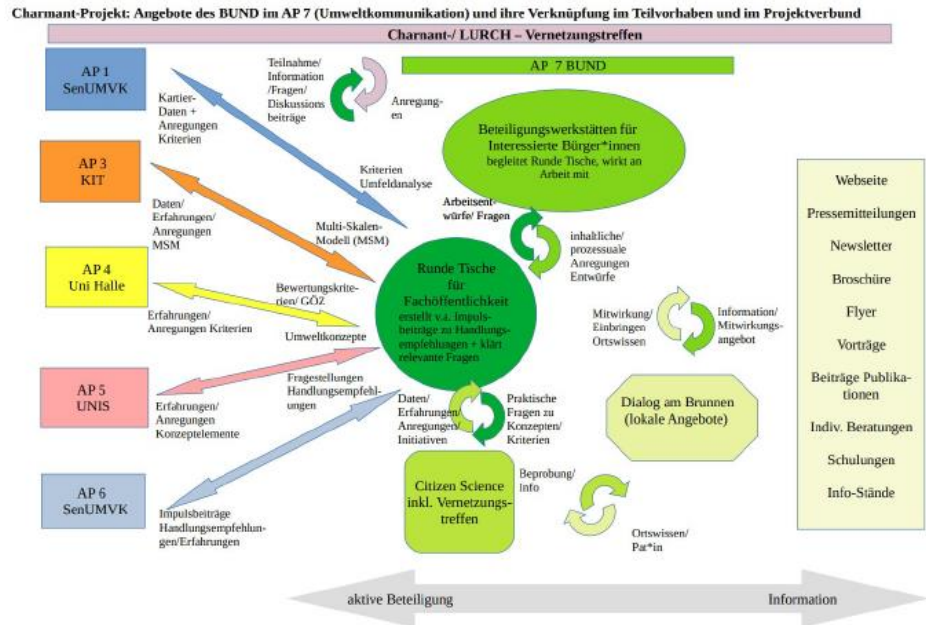 Charmant-Projekt: Angebote des BUND im AP 7 (Umweltkommunikation) und ihre Verknüpfung im Teilvorhaben und im Projektverbund
Charnant-/ LURCH – Vernetzungstreffen
AP 1
SenUMVK
Kartier-
Daten +
Anregungen
Kriterien
Teilnahme/
Information
/Fragen/
Diskussions
beiträge
Anregung-
en
AP 7 BUND
Beteiligungswerkstätten für
Interessierte Bürger*innen
begleitet Runde Tische, wirkt an
Arbeit mit
AP 3
KIT
Daten/
Erfahrungen/
Anregungen
MSM
Kriterien
Umfeldanalyse
Multi-Skalen-
Modell (MSM)
Arbeitsent-
würfe/ Fragen
inhaltliche/
prozessuale
Anregungen
Entwürfe
AP 4
Uni Halle
Erfahrungen/
Anregungen Kriterien
Bewertungskrite-
rien/ GÖZ
Umweltkonzepte
Runde Tische
für
Fachöffentlichkeit
erstellt v.a. Impuls-
beiträge zu Handlungs-
empfehlungen + klärt
relevante Fragen
Mitwirkung/
Einbringen
Ortswissen
Information/
Mitwirkungs-
angebot
AP 5
UNIS
Erfahrungen/
Anregungen
Konzeptelemente
Fragestellungen
Handlungsempfehl-
ungen
Daten/
Erfahrungen/
Anregungen/
Initiativen
Praktische
Fragen zu
Konzepten/
Kriterien
Dialog am Brunnen
(lokale Angebote)
AP 6
SenUMVK
Impulsbeiträge
Handlungsempfehlun-
gen/Erfahrungen
Citizen Science
inkl. Vernetzungs-
treffen
Beprobung/
Info
Ortswissen/
Par*in
Webseite
Pressemitteilungen
Newsletter
Broschüre
Flyer
Vorträge
Beiträge Publika-
tionen
Indiv. Beratungen
Schulungen
Info-Stände
aktive Beteiligung
Information